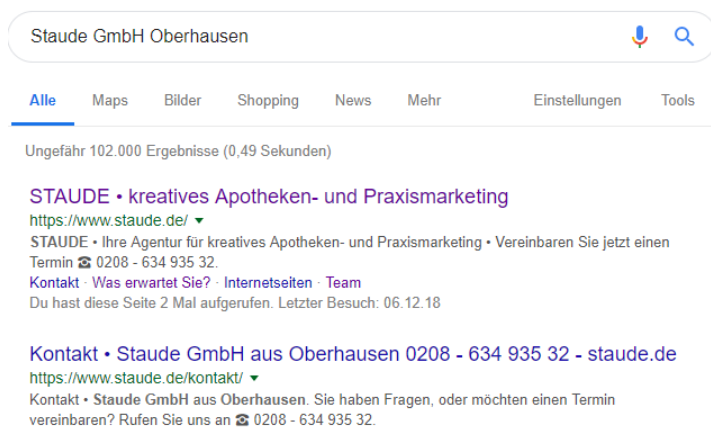 Staude GmbH Oberhausen
Alle Maps Bilder Shopping News Mehr Einstellungen Tools
Ungefähr 102.000 Ergebnisse (0,49 Sekunden)
STAUDE • kreatives Apotheken- und Praxismarketing
https://www.staude.de/ ▼
STAUDE • Ihre Agentur für kreatives Apotheken- und Praxismarketing • Vereinbaren Sie jetzt einen
Termin ☎ 0208 - 634 935 32.
Kontakt · Was erwartet Sie? · Internetseiten · Team
Du hast diese Seite 2 Mal aufgerufen. Letzter Besuch: 06.12.18
Kontakt • Staude GmbH aus Oberhausen 0208 - 634 935 32 - staude.de
https://www.staude.de/kontakt/ ▼
Kontakt • Staude GmbH aus Oberhausen. Sie haben Fragen, oder möchten einen Termin
vereinbaren? Rufen Sie uns an ☎ 0208 - 634 935 32.